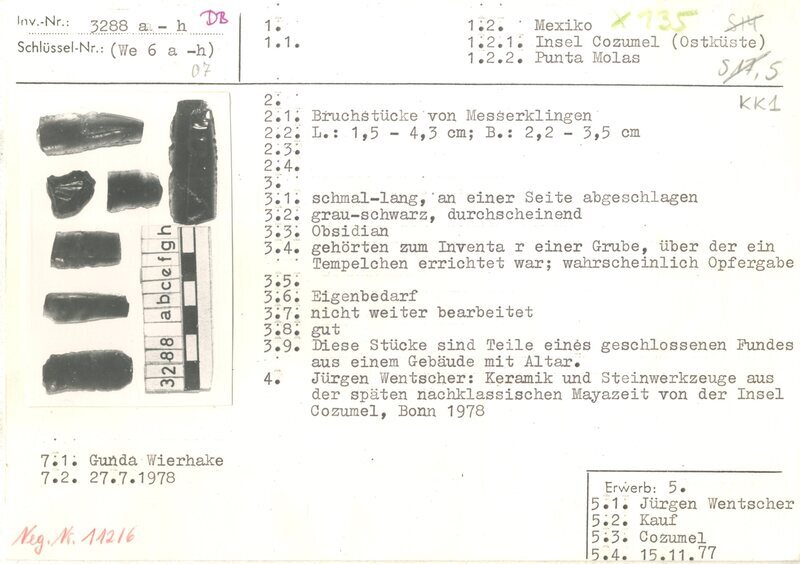 Inv.-Nr.: 3288 a - h DB
Schlüssel-Nr.: (We 6 a -h)
07
1.
1.1.
1.2. Mexiko x 135 S14
1.2.1. Insel Cozumel (Ostküste)
1.2.2. Punta Molas S17,5
KK1
2.
2.1. Bruchstücke von Messerklingen
2.2. L.: 1,5 - 4,3 cm; B.: 2,2 - 3,5 cm
2.3.
2.4.
3.
3.1. schmal-lang, an einer Seite abgeschlagen
3.2. grau-schwarz, durchscheinend
3.3. Obsidian
3.4. gehörten zum Inventa r einer Grube, über der ein
Tempelchen errichtet war; wahrscheinlich Opfergabe
3.5.
3.6. Eigenbedarf
3.7. nicht weiter bearbeitet
3.8. gut
3.9. Diese Stücke sind Teile eines geschlossenen Fundes
aus einem Gebäude mit Altar.
4. Jürgen Wentscher: Keramik und Steinwerkzeuge aus
der späten nachklassischen Mayazeit von der Insel
Cozumel, Bonn 1978
3288 abcefgh
7.1. Gunda Wierhake
7.2. 27.7.1978
Neg. Nr. 112/6
Erwerb: 5.
5.1. Jürgen Wentscher
5.2. Kauf
5.3. Cozumel
5.4. 15.11.77